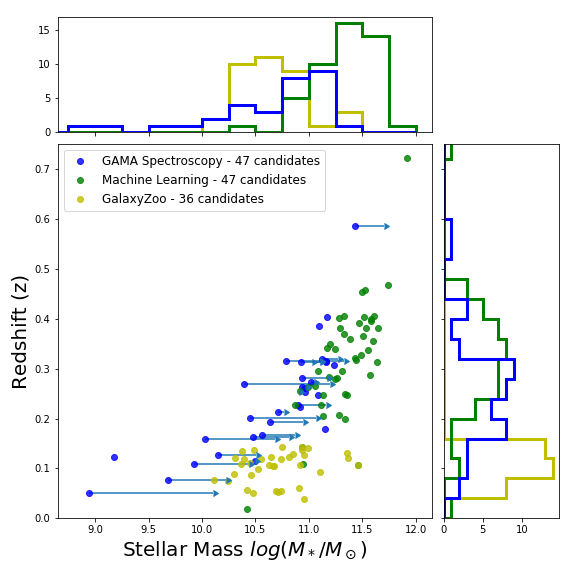 15
10
5
0
0.7
0.6
0.5
0.4
0.3
0.2
0.1
0.0
Redshift (z)
GAMA Spectroscopy - 47 candidates
Machine Learning - 47 candidates
GalaxyZoo - 36 candidates
9.0 9.5 10.0 10.5 11.0 11.5 12.0
0 5 10
Stellar Mass log(M*/M⊙)